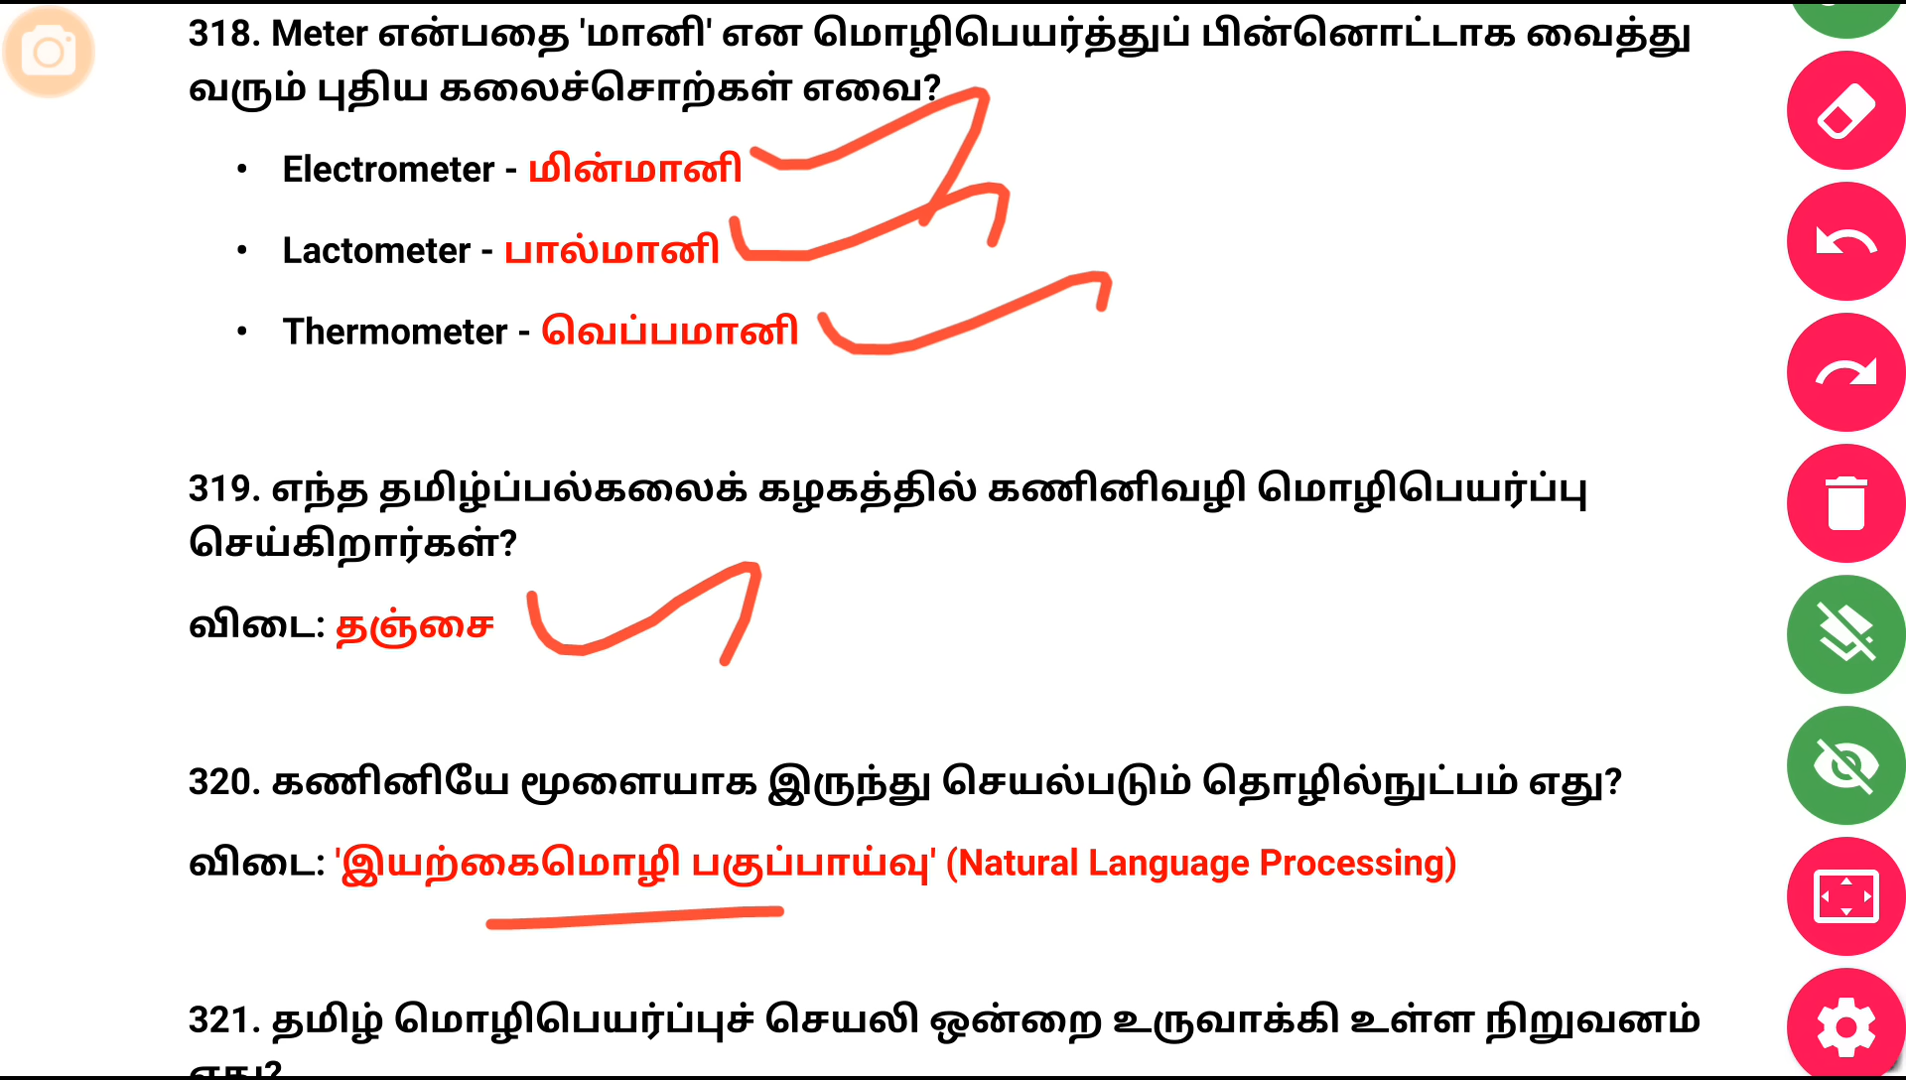 318. Meter என்பதை 'மானி' என மொழிபெயர்த்துப் பின்னொட்டாக வைத்து
வரும் புதிய கலைச்சொற்கள் எவை?
• Electrometer - மின்மானி
• Lactometer - பால்மானி
• Thermometer - வெப்பமானி
319. எந்த தமிழ்ப்பல்கலைக் கழகத்தில் கணினிவழி மொழிபெயர்ப்பு
செய்கிறார்கள்?
விடை: தஞ்சை
320. கணினியே மூளையாக இருந்து செயல்படும் தொழில்நுட்பம் எது?
விடை: 'இயற்கைமொழி பகுப்பாய்வு' (Natural Language Processing)
321. தமிழ் மொழிபெயர்ப்புச் செயலி ஒன்றை உருவாக்கி உள்ள நிறுவனம்
எது?